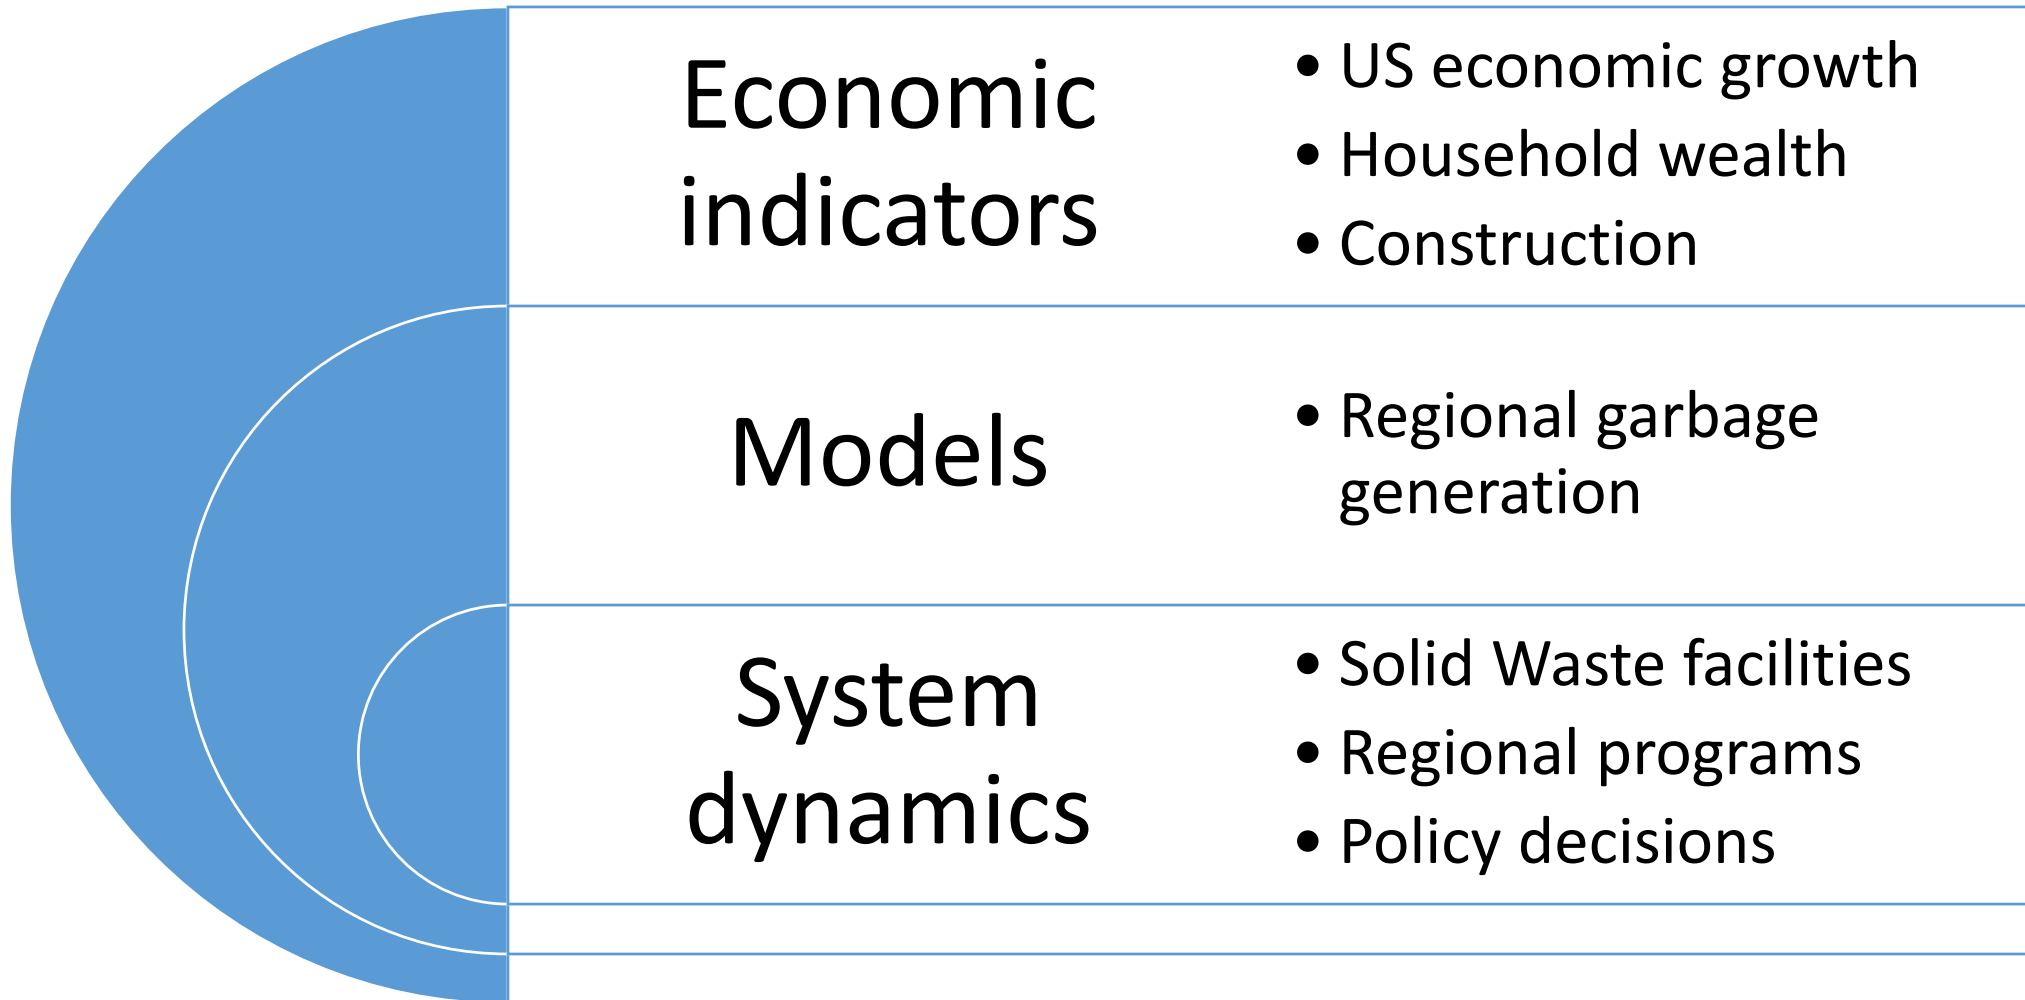 Economic
indicators
• US economic growth
• Household wealth
• Construction
Models
• Regional garbage
generation
System
dynamics
• Solid Waste facilities
• Regional programs
• Policy decisions